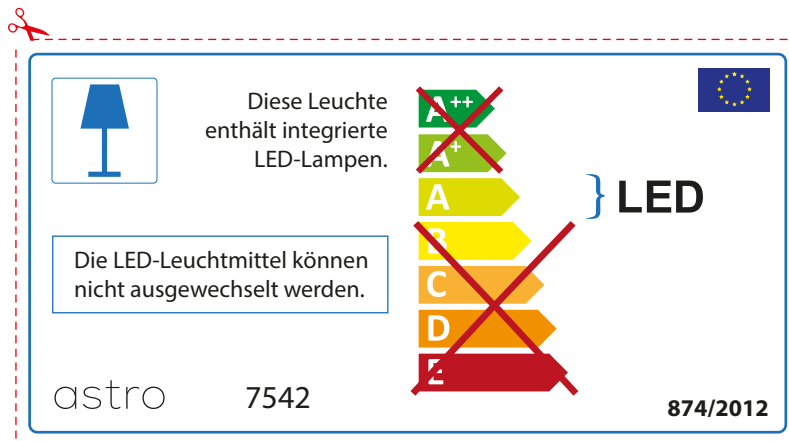 Diese Leuchte
enthält integrierte
LED-Lampen.
Die LED-Leuchtmittel können
nicht ausgewechselt werden.
A++
A+
A
B
C
D
E
LED
astro
7542
874/2012